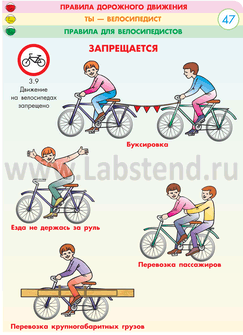 ПРАВИЛА ДОРОЖНОГО ДВИЖЕНИЯ
ТЫ — ВЕЛОСИПЕДИСТ
47
ПРАВИЛА ДЛЯ ВЕЛОСИПЕДИСТОВ
ЗАПРЕЩАЕТСЯ
3.9
Движение
на велосипедах
запрещено
Буксировка
www.Labstend.ru
Езда не держась за руль
Перевозка пассажиров
Перевозка крупногабаритных грузов